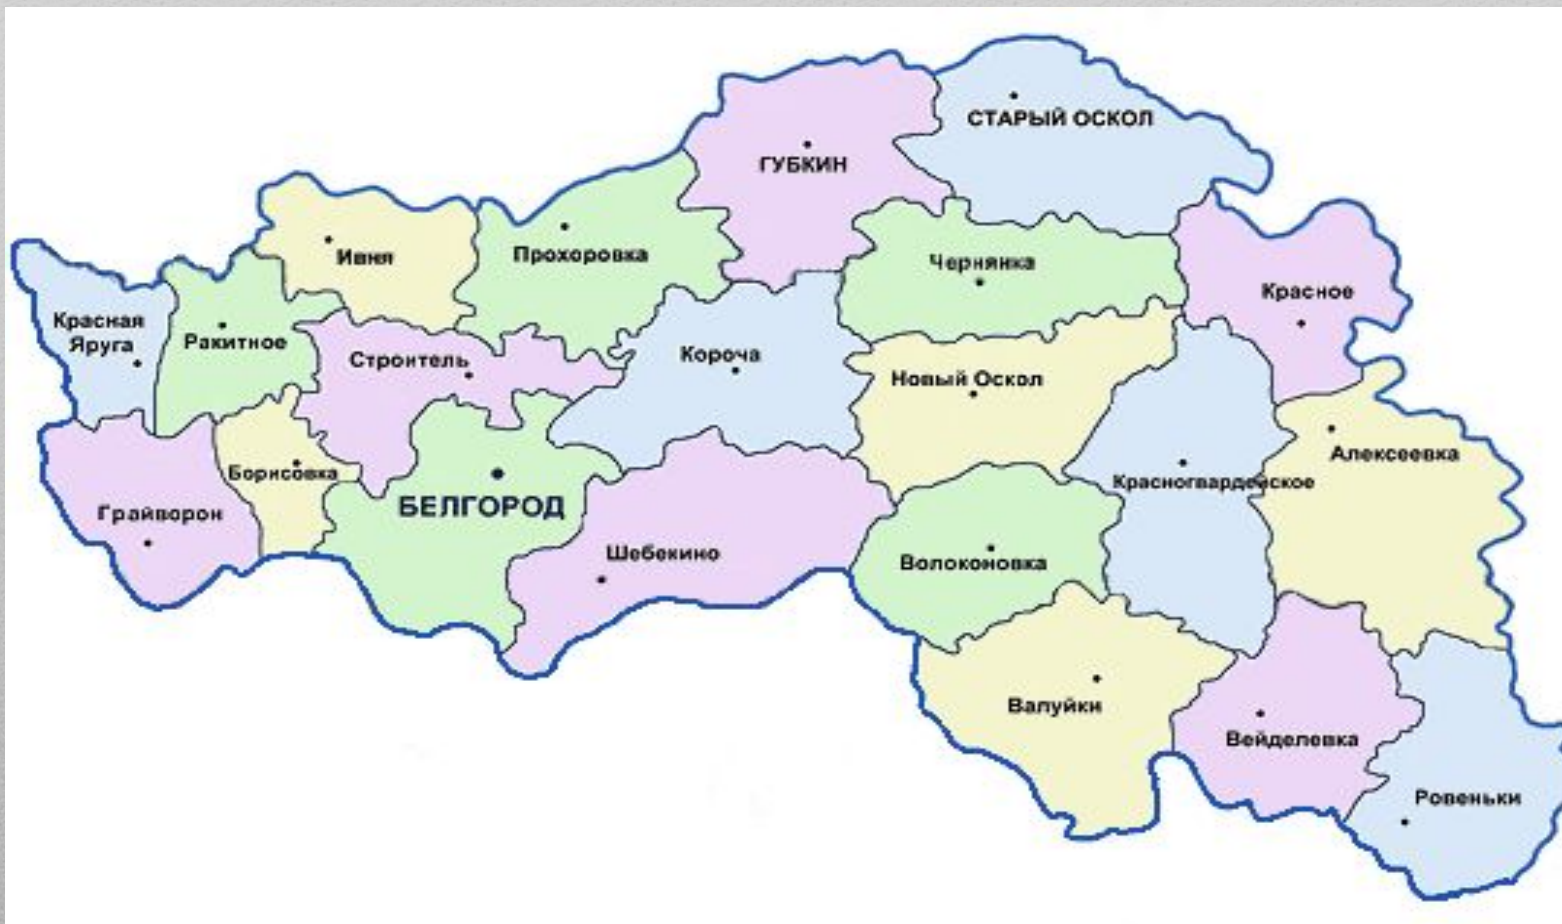 СТАРЫЙ ОСКОЛ
ГУБКИН
Ивня
Прохоровка
Чернянка
Красное
Красная
Яруга
Ракитное
Строитель
Короча
Новый Оскол
Алексеевка
Борисовка
Красногвардейское
БЕЛГОРОД
Грайворон
Шебекино
Волоконовка
Валуйки
Вейделевка
Ровеньки